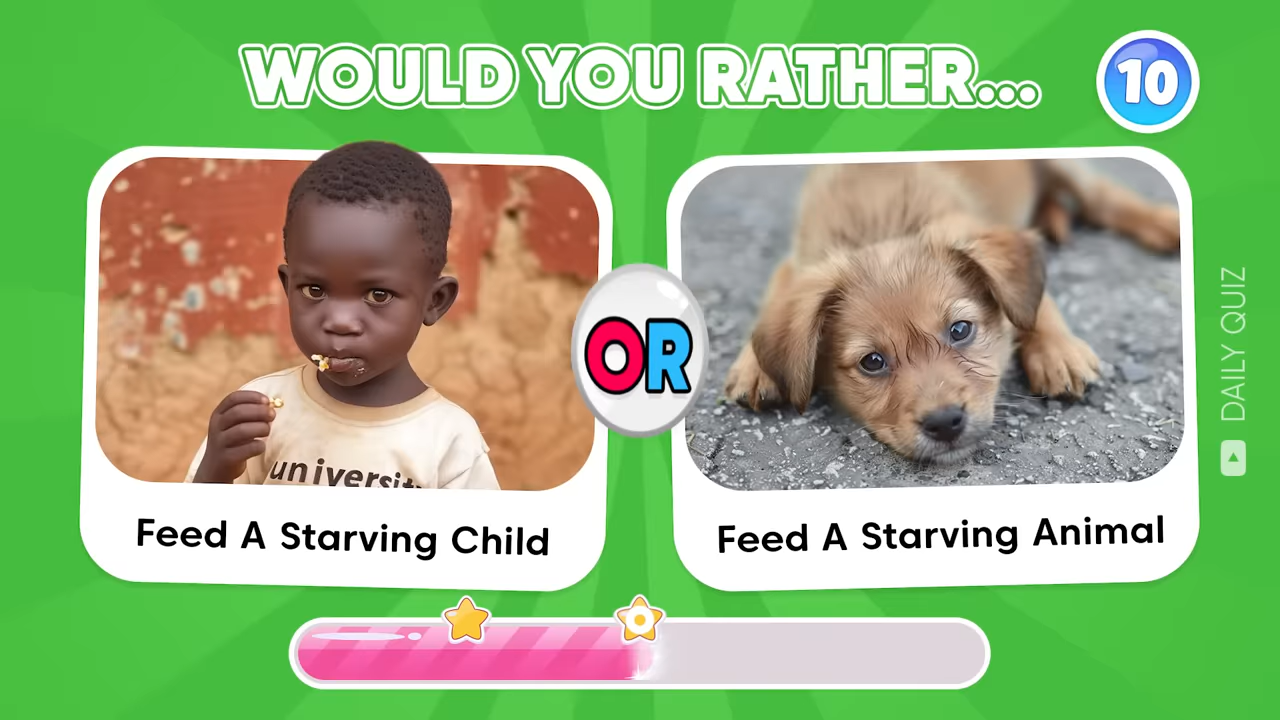 WOULD YOU RATHER...
10
universit
OR
DAILY QUIZ
Feed A Starving Child
Feed A Starving Animal